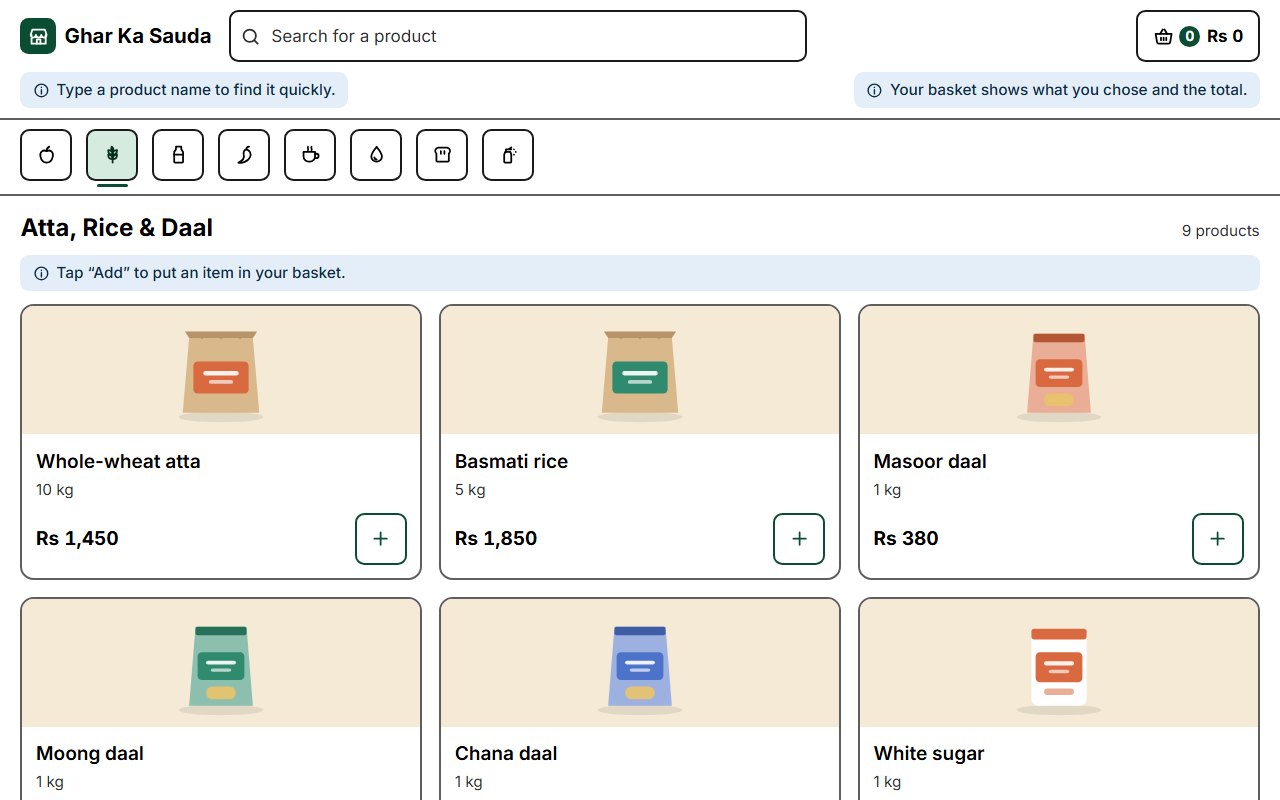 Ghar Ka Sauda
Search for a product
0 Rs 0
Type a product name to find it quickly.
Your basket shows what you chose and the total.
Atta, Rice & Daal
9 products
Tap “Add” to put an item in your basket.
Whole-wheat atta
10 kg
Rs 1,450
Basmati rice
5 kg
Rs 1,850
Masoor daal
1 kg
Rs 380
Moong daal
1 kg
Chana daal
1 kg
White sugar
1 kg